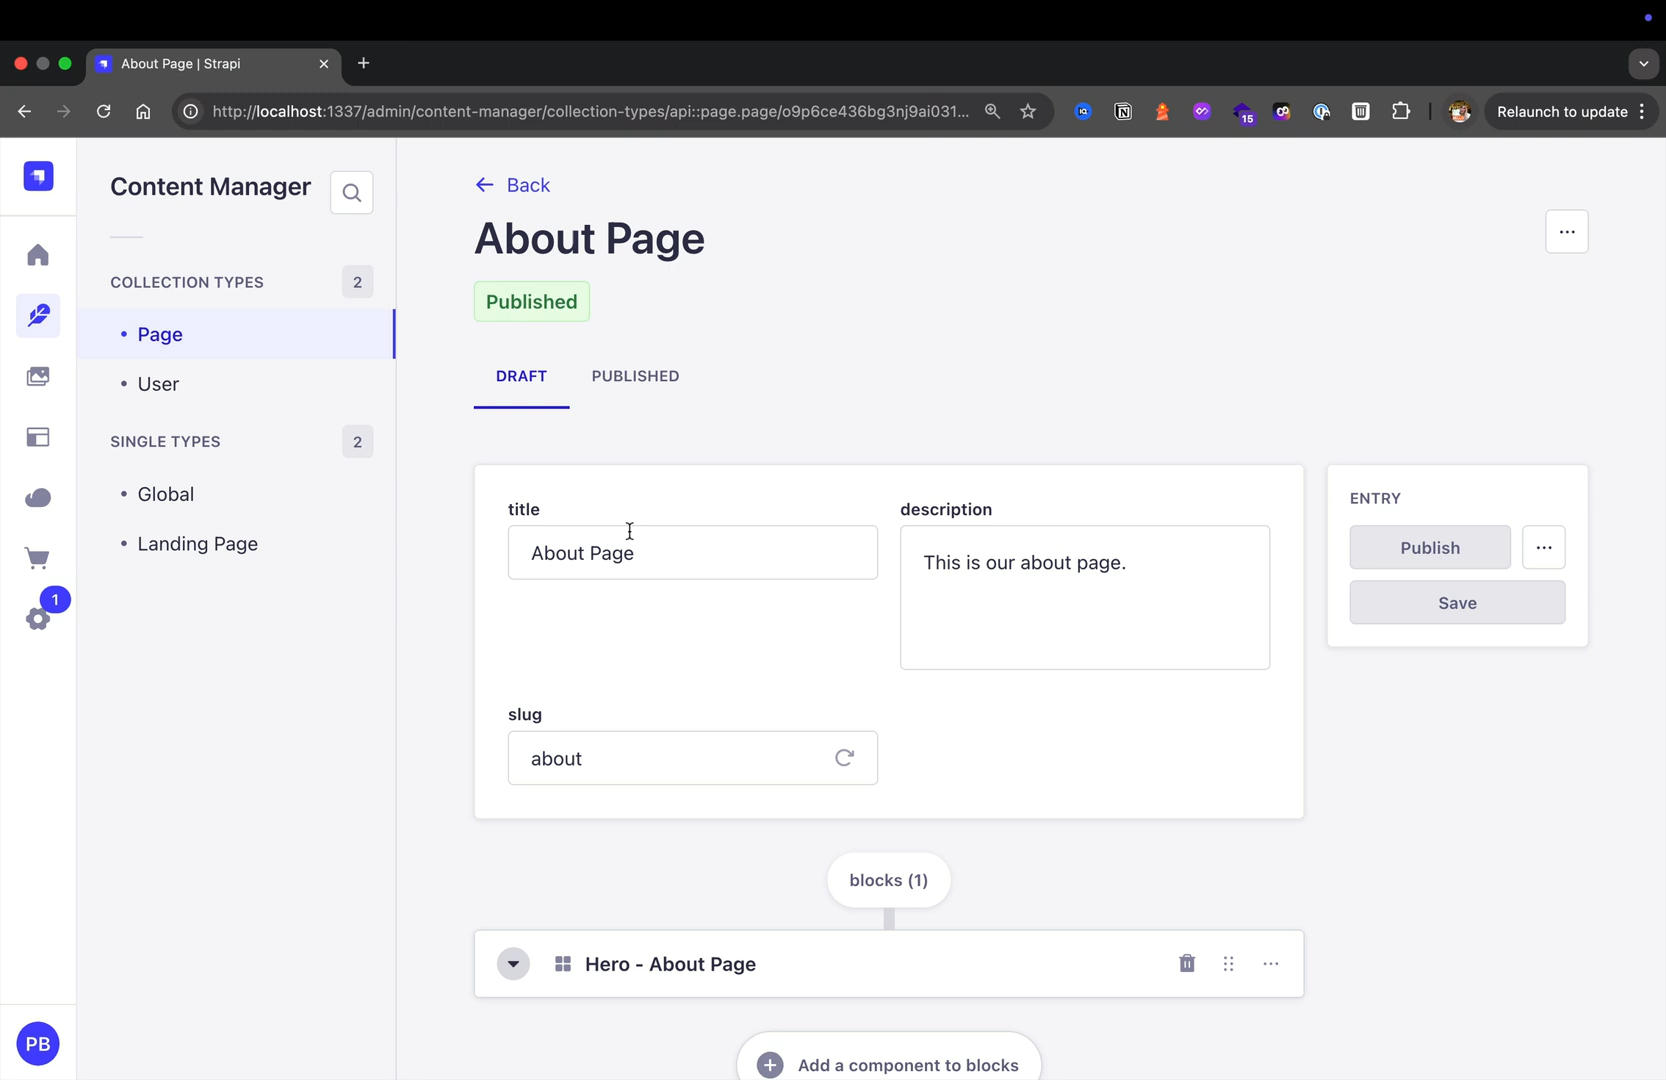 About Page | Strapi
http://localhost:1337/admin/content-manager/collection-types/api::page.page/o9p6ce436bg3nj9ai031...
15
Relaunch to update
Content Manager
COLLECTION TYPES 2
Page
User
SINGLE TYPES 2
Global
Landing Page
1
PB
Back
About Page
Published
DRAFT PUBLISHED
title
About Page
description
This is our about page.
slug
about
ENTRY
Publish
Save
blocks (1)
Hero - About Page
Add a component to blocks